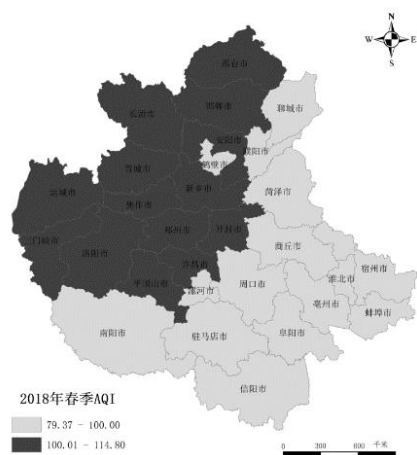 N
W E
S
邢台市
邯郸市
聊城市
长治市
安阳市
濮阳市
鹤壁市
晋城市
运城市
新乡市
菏泽市
焦作市
郑州市
开封市
三门峡市
洛阳市
商丘市
许昌市
平顶山市
漯河市
周口市
淮北市
宿州市
亳州市
蚌埠市
南阳市
驻马店市
阜阳市
信阳市
2018年春季AQI
79.37 - 100.00
100.01 - 114.80
0 300 600 千米